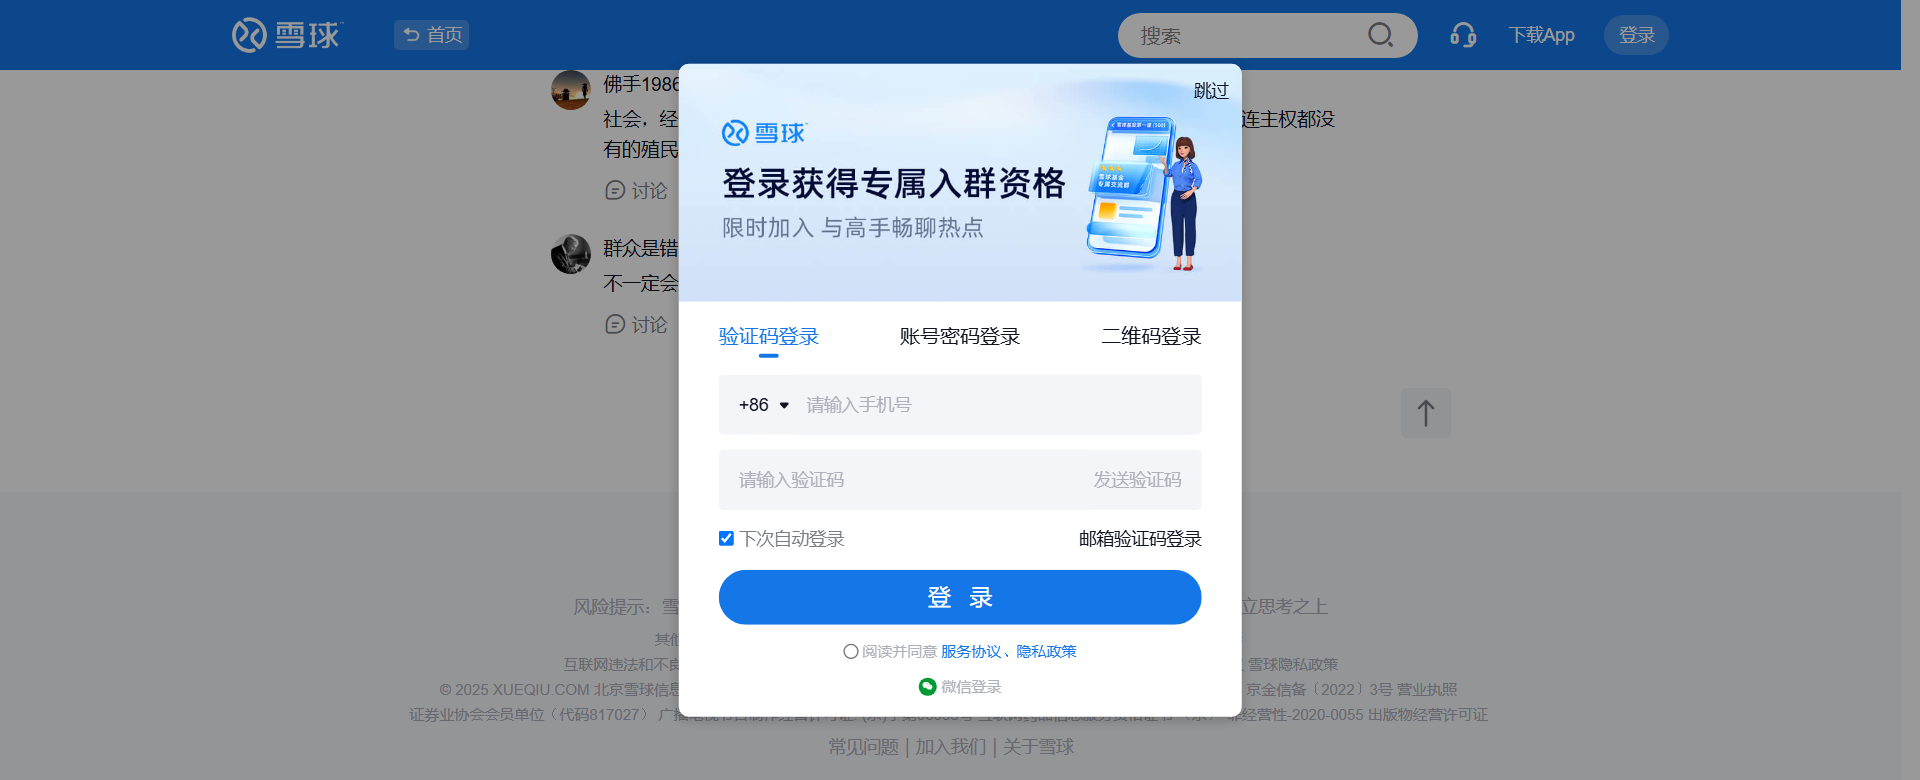 雪球
首页
搜索
下载App
登录
佛手1986
社会，经
连主权都没
有的殖民
讨论
群众是错
不一定会
讨论
跳过
雪球
登录获得专属入群资格
限时加入 与高手畅聊热点
雪球基金
专属交流群
验证码登录
账号密码登录
二维码登录
+86
请输入手机号
请输入验证码
发送验证码
下次自动登录
邮箱验证码登录
登 录
阅读并同意 服务协议、隐私政策
微信登录
风险提示：雪
立思考之上
其他
互联网违法和不良
雪球隐私政策
© 2025 XUEQIU.COM 北京雪球信息
京金信备〔2022〕3号 营业执照
证券业协会会员单位（代码817027）
非经营性-2020-0055 出版物经营许可证
常见问题 | 加入我们 | 关于雪球